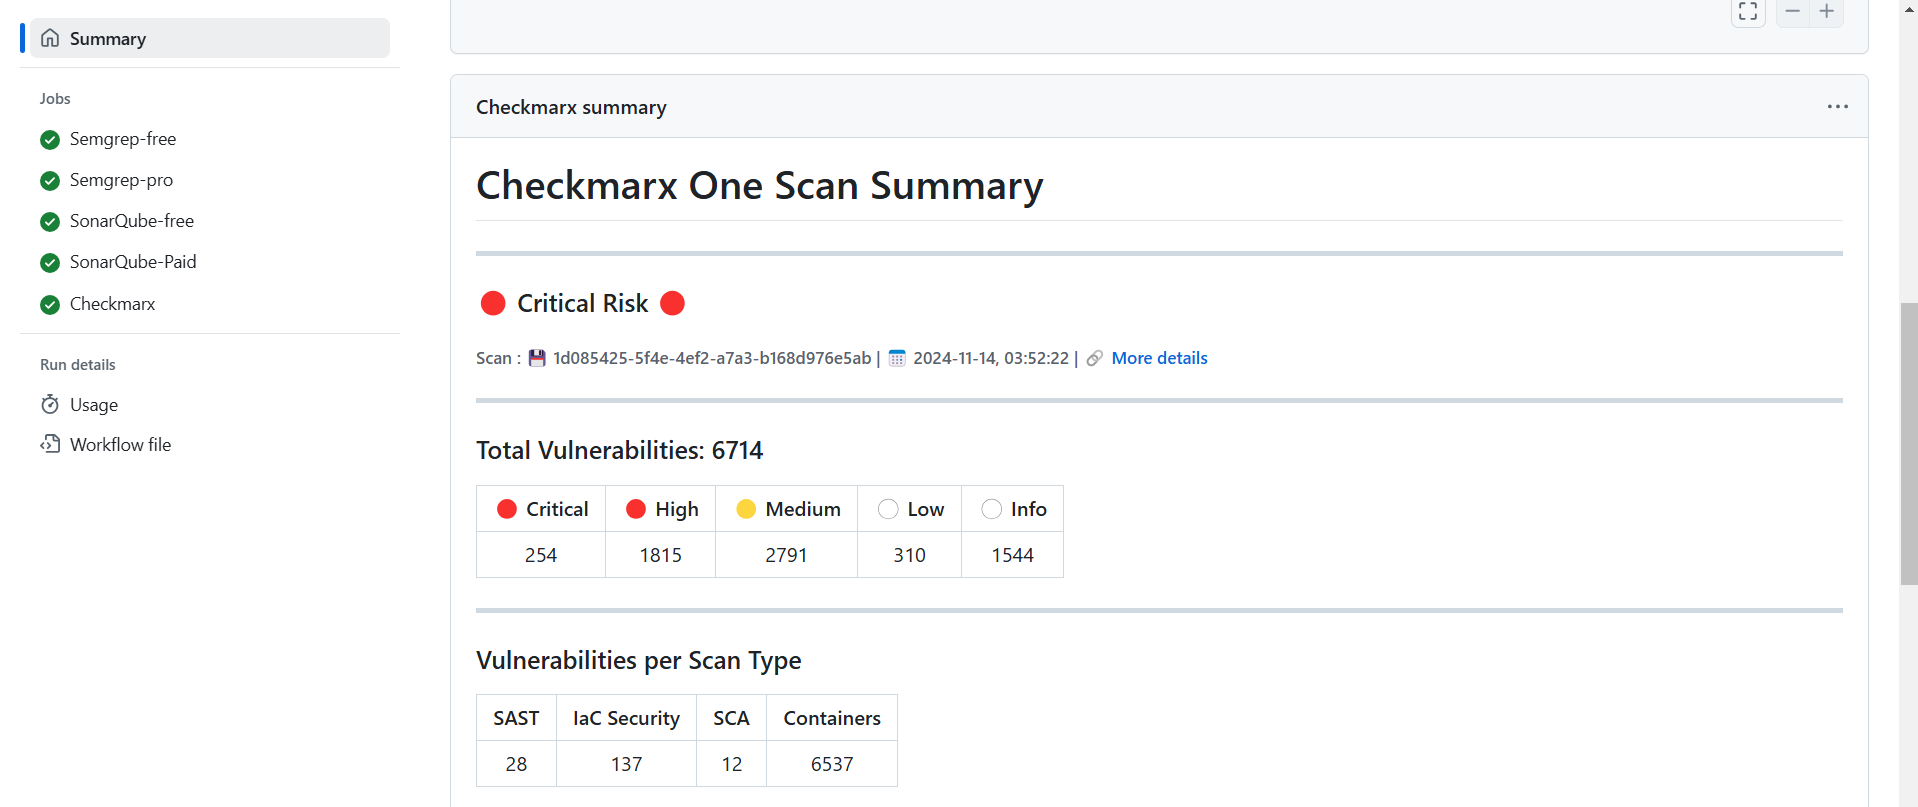 Summary
Jobs
Semgrep-free
Semgrep-pro
SonarQube-free
SonarQube-Paid
Checkmarx
Run details
Usage
Workflow file
Checkmarx summary
Checkmarx One Scan Summary
Critical Risk
Scan : 1d085425-5f4e-4ef2-a7a3-b168d976e5ab | 2024-11-14, 03:52:22 | More details
Total Vulnerabilities: 6714
Critical High Medium Low Info
254 1815 2791 310 1544
Vulnerabilities per Scan Type
SAST IaC Security SCA Containers
28 137 12 6537